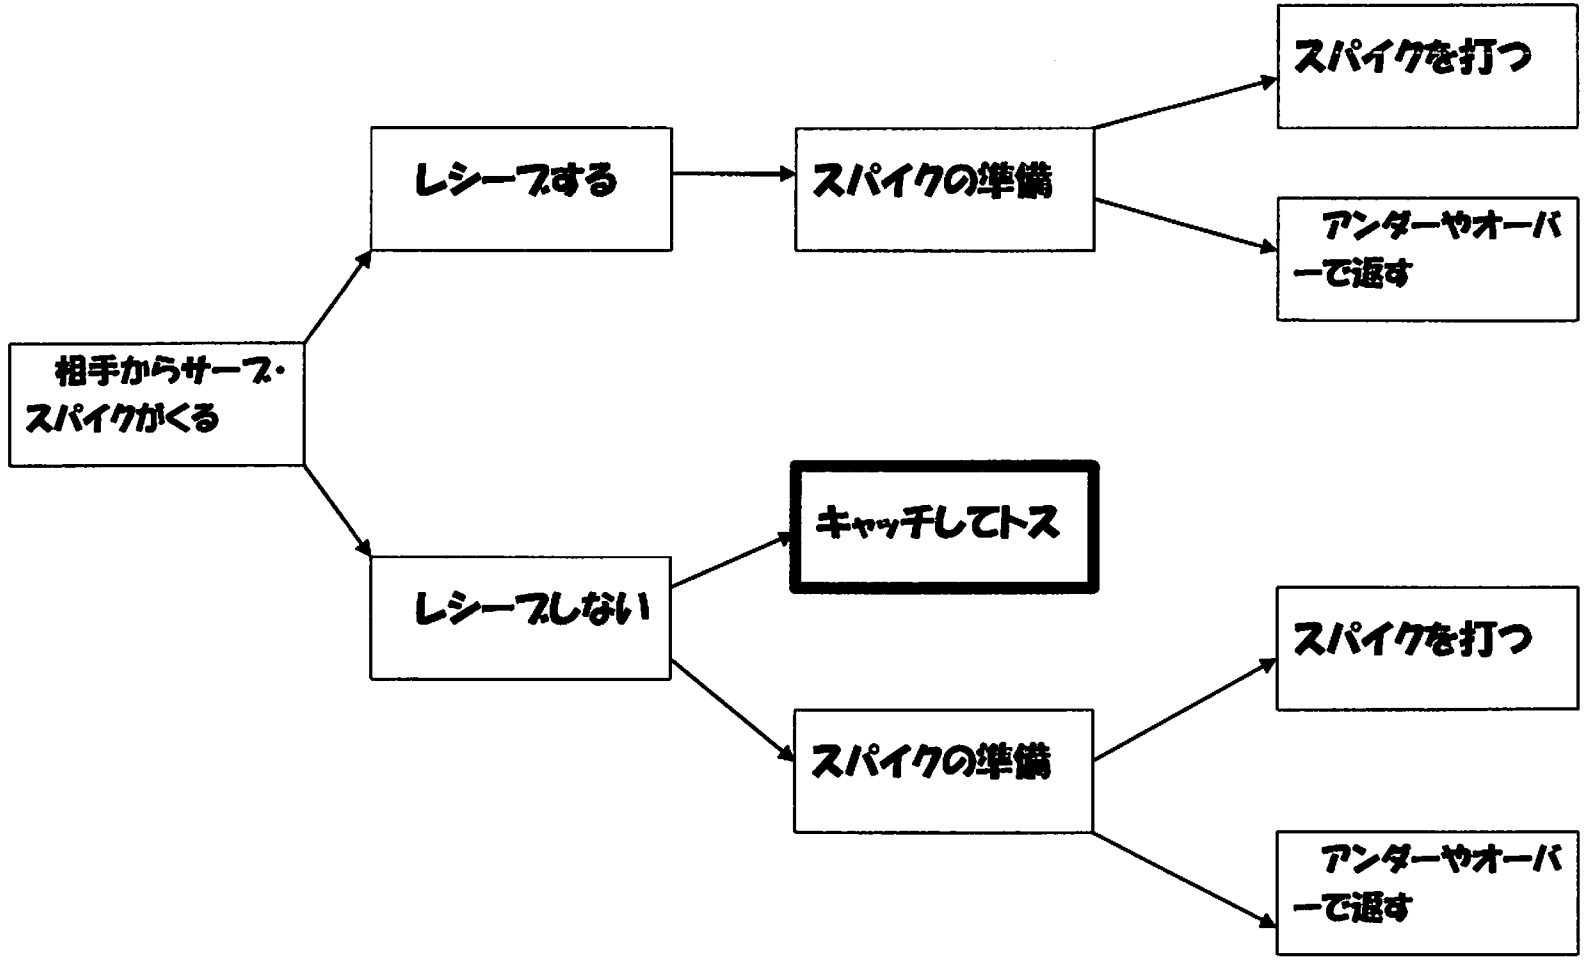 スパイクを打つ
レシーブする
スパイクの準備
アンダーやオーバ
ーで返す
相手からサーブ・
スパイクがくる
キャッチしてトス
レシーブしない
スパイクを打つ
スパイクの準備
アンダーやオーバ
ーで返す